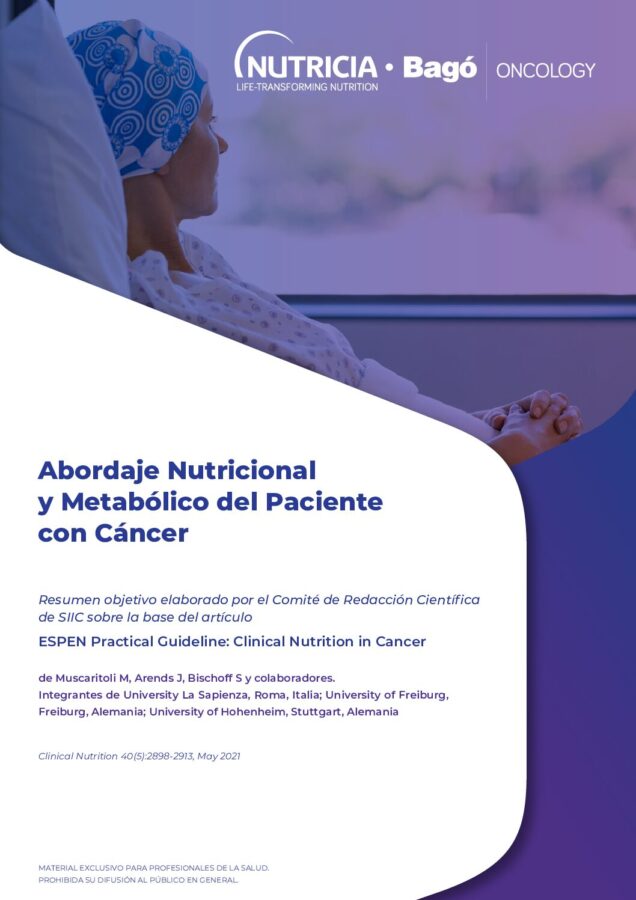 NUTRICIA • Bagó ONCOLOGY
LIFE-TRANSFORMING NUTRITION
Abordaje Nutricional
y Metabólico del Paciente
con Cáncer
Resumen objetivo elaborado por el Comité de Redacción Científica
de SIIC sobre la base del artículo
ESPEN Practical Guideline: Clinical Nutrition in Cancer
de Muscaritoli M, Arends J, Bischoff S y colaboradores.
Integrantes de University La Sapienza, Roma, Italia; University of Freiburg,
Freiburg, Alemania; University of Hohenheim, Stuttgart, Alemania
Clinical Nutrition 40(5):2898-2913, May 2021
MATERIAL EXCLUSIVO PARA PROFESIONALES DE LA SALUD.
PROHIBIDA SU DIFUSIÓN AL PÚBLICO EN GENERAL.